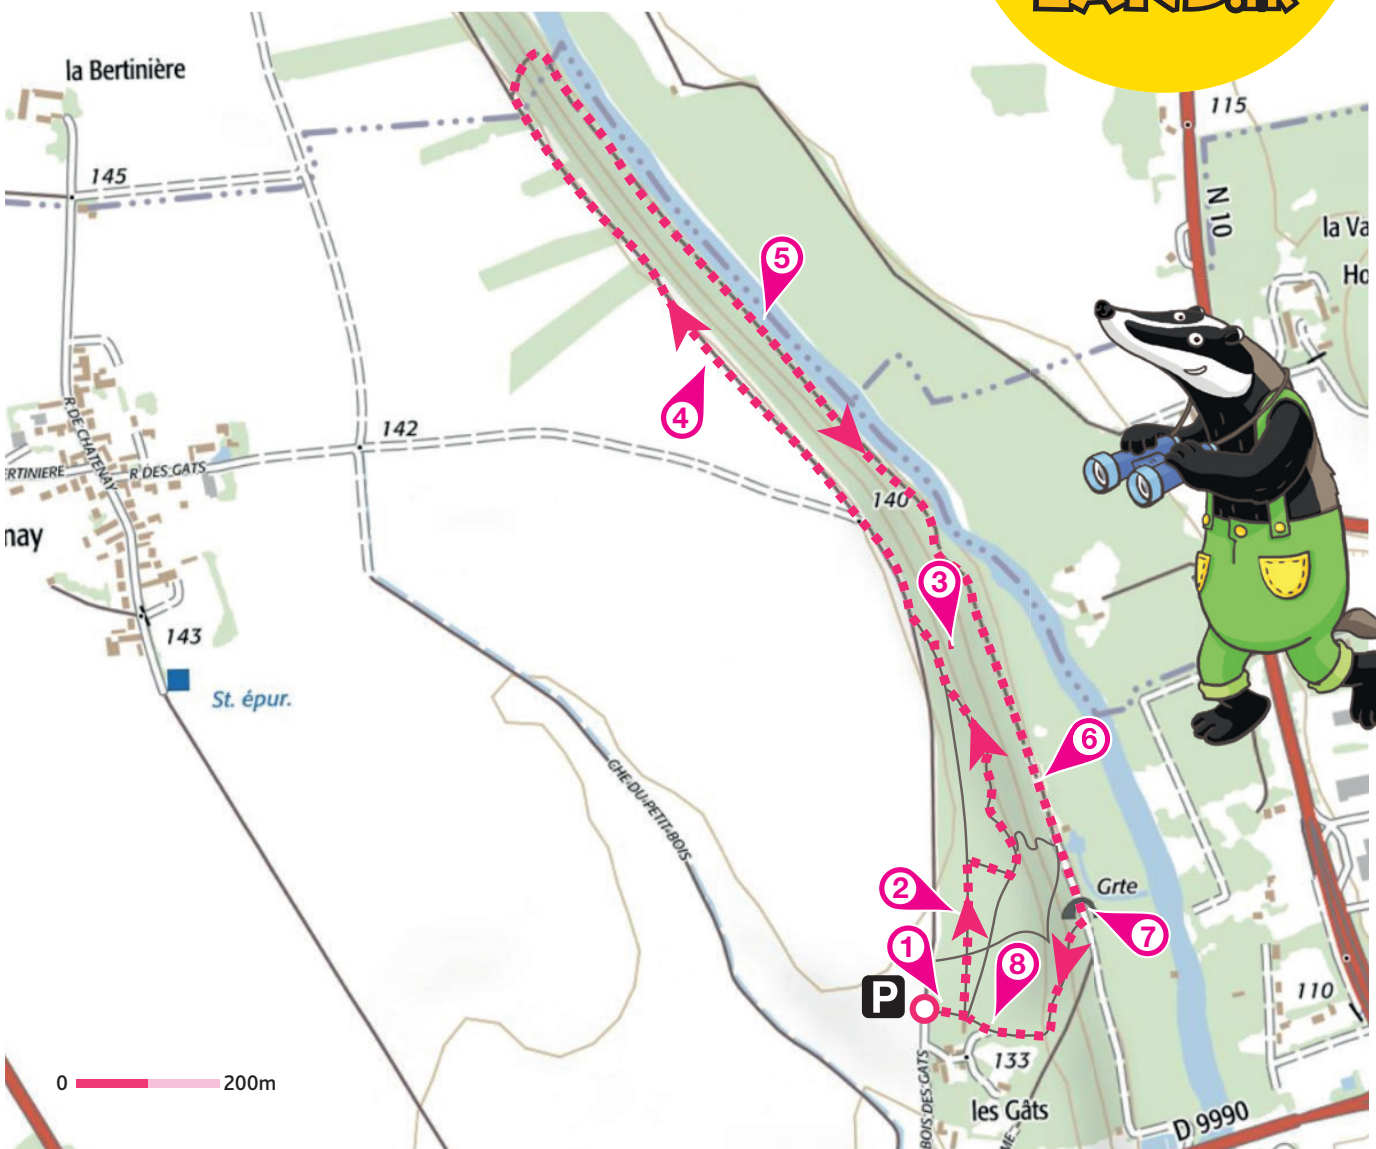 LAND.fr
la Bertinière
115
145
N 10
la Va
Ho
5
4
142
R DE CHATENAY
ERTINIERE
R DES GATS
140
nay
3
143
St. épur.
6
CHE DU PETIT BOIS
2
Grte
1
7
8
P
110
133
0
200m
BOIS DES GATS
les Gâts
D 9990